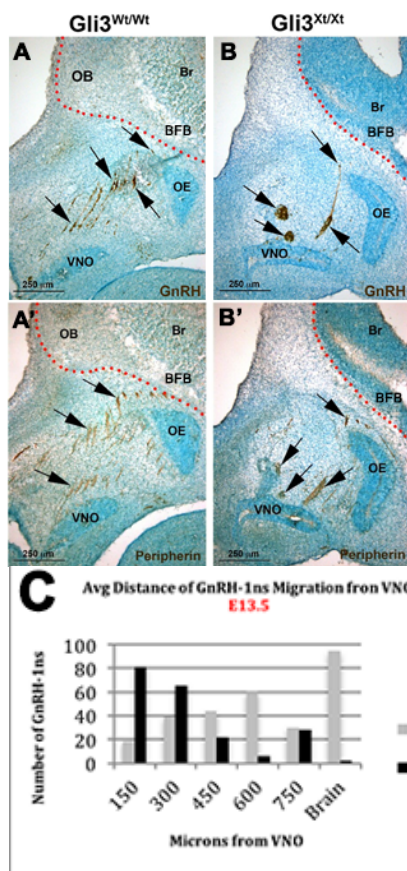 Gli3Wt/Wt Gli3Xt/Xt
A OB Br BFB OE VNO 250 µm GnRH
B Br BFB OE VNO 250 µm GnRH
A' OB Br BFB OE VNO 250 µm Peripherin
B' Br BFB OE VNO 250 µm Peripherin
C Avg Distance of GnRH-1ns Migration from VNO
E13.5
Number of GnRH-1ns
100
80
60
40
20
0
150 300 450 600 750 Brain
Microns from VNO